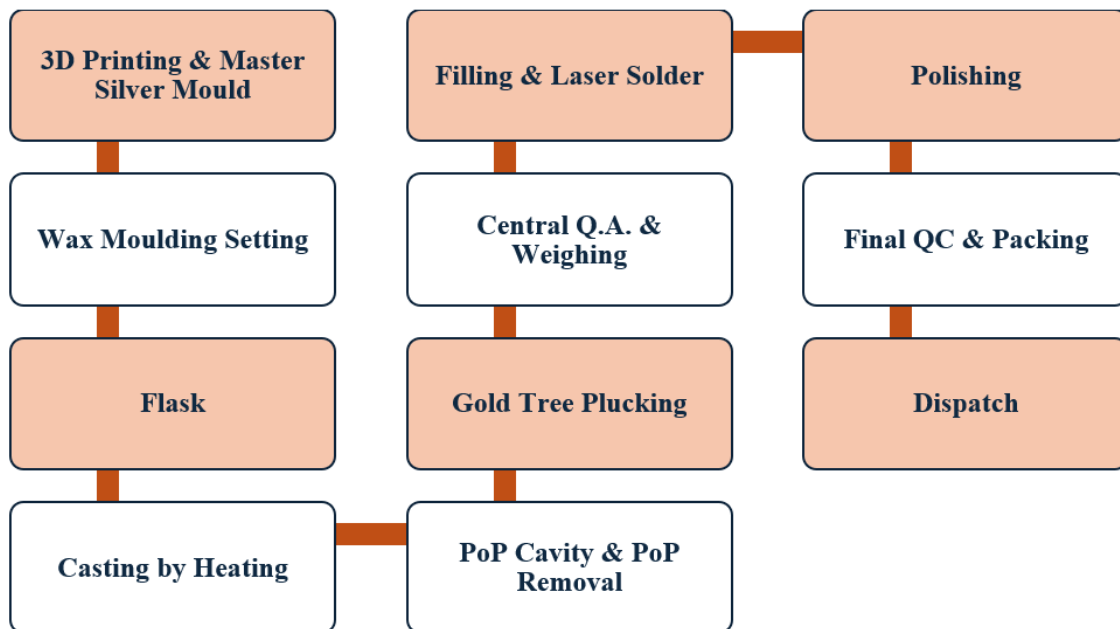 3D Printing & Master
Silver Mould
Wax Moulding Setting
Flask
Casting by Heating
PoP Cavity & PoP
Removal
Gold Tree Plucking
Central Q.A. &
Weighing
Filling & Laser Solder
Polishing
Final QC & Packing
Dispatch